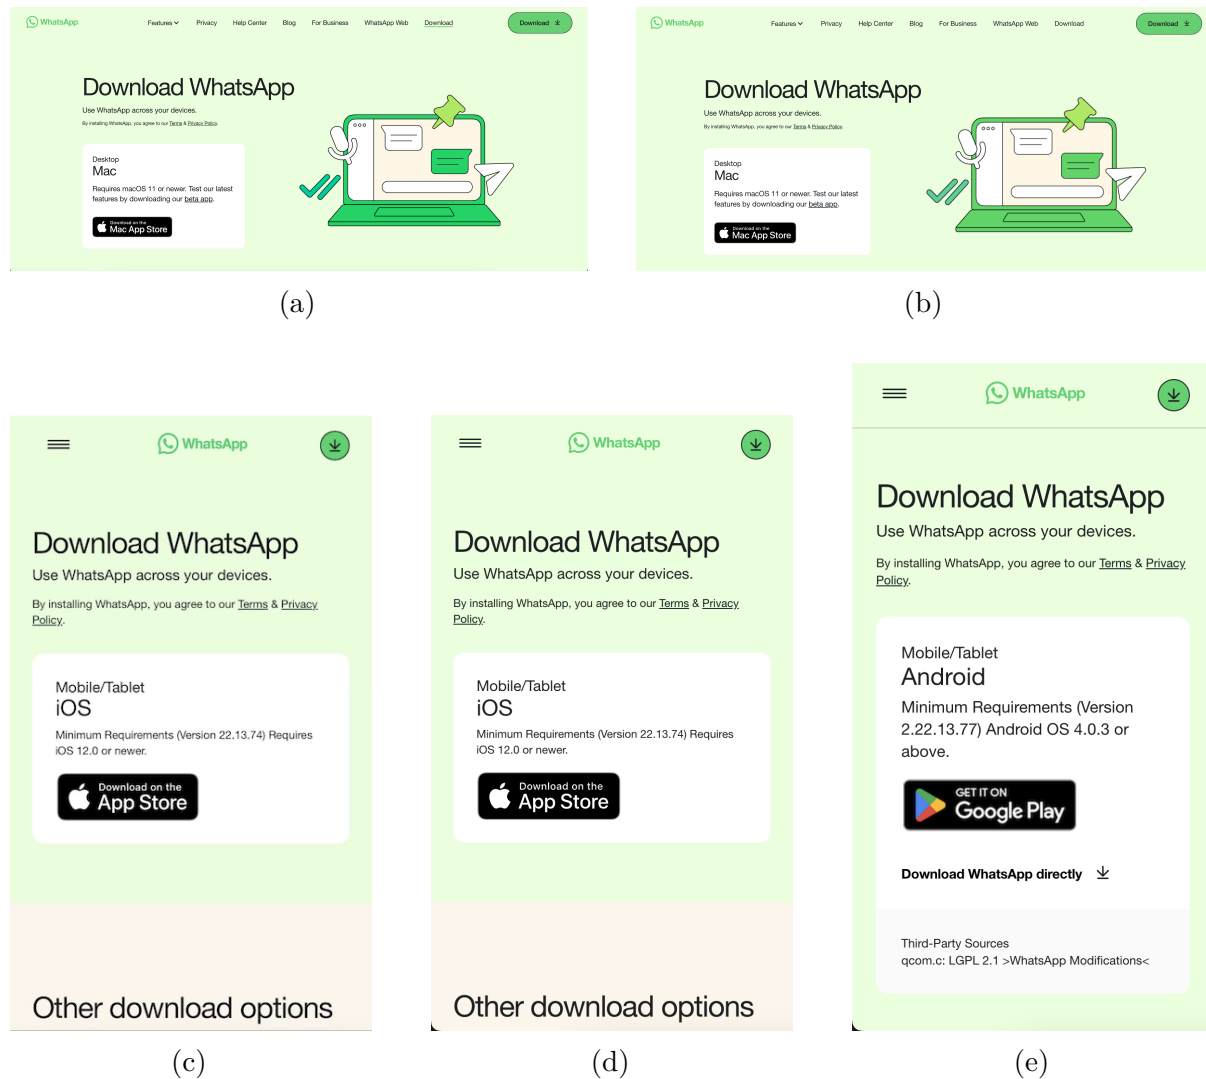 WhatsApp
Features Privacy Help Center Blog For Business WhatsApp Web Download
Download
Download WhatsApp
Use WhatsApp across your devices.
By installing WhatsApp, you agree to our Terms & Privacy Policy.
Desktop
Mac
Requires macOS 11 or newer. Test our latest
features by downloading our beta app.
Download on the
Mac App Store
(a)
WhatsApp
Features Privacy Help Center Blog For Business WhatsApp Web Download
Download
Download WhatsApp
Use WhatsApp across your devices.
By installing WhatsApp, you agree to our Terms & Privacy Policy.
Desktop
Mac
Requires macOS 11 or newer. Test our latest
features by downloading our beta app.
Download on the
Mac App Store
(b)
WhatsApp
Download WhatsApp
Use WhatsApp across your devices.
By installing WhatsApp, you agree to our Terms & Privacy
Policy.
Mobile/Tablet
iOS
Minimum Requirements (Version 22.13.74) Requires
iOS 12.0 or newer.
Download on the
App Store
Other download options
(c)
WhatsApp
Download WhatsApp
Use WhatsApp across your devices.
By installing WhatsApp, you agree to our Terms & Privacy
Policy.
Mobile/Tablet
iOS
Minimum Requirements (Version 22.13.74) Requires
iOS 12.0 or newer.
Download on the
App Store
Other download options
(d)
WhatsApp
Download WhatsApp
Use WhatsApp across your devices.
By installing WhatsApp, you agree to our Terms & Privacy
Policy.
Mobile/Tablet
Android
Minimum Requirements (Version
2.22.13.77) Android OS 4.0.3 or
above.
GET IT ON
Google Play
Download WhatsApp directly
Third-Party Sources
qcom.c: LGPL 2.1 >WhatsApp Modifications<
(e)